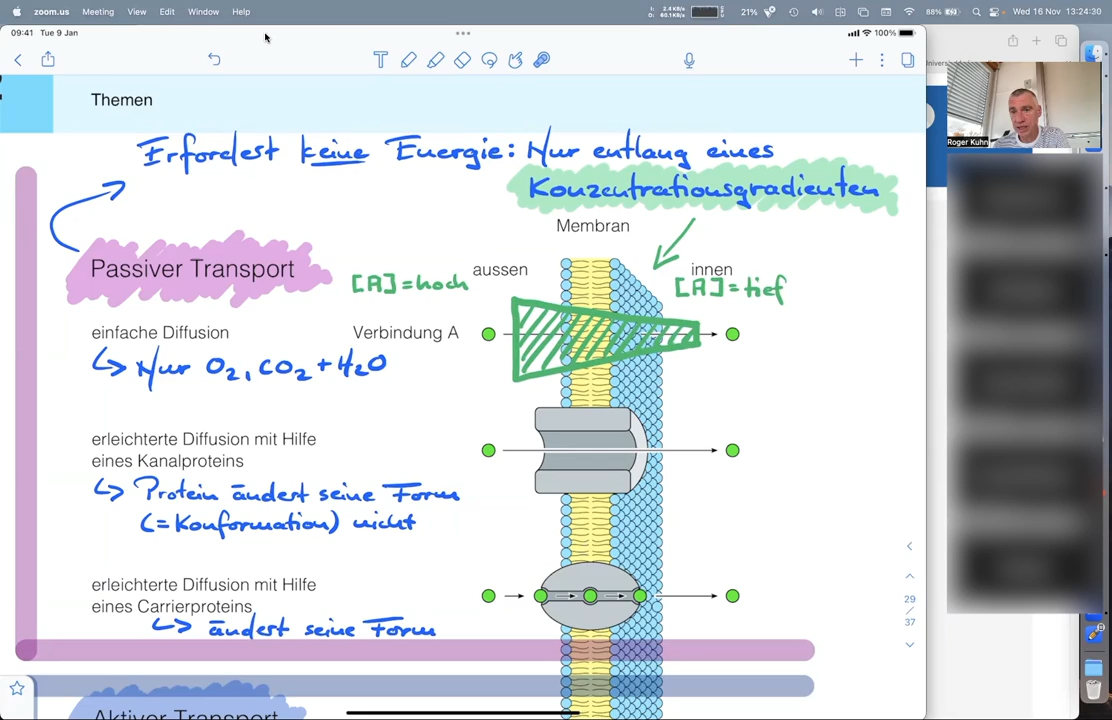 zoom.us Meeting View Edit Window Help
21% 88% Wed 16 Nov 13:24:30
09:41 Tue 9 Jan 100%
Themen
Erfordert keine Energie: Nur entlang eines
Konzentrationsgradienten
Membran
Passiver Transport
aussen innen
[A]=hoch [A]=tief
einfache Diffusion Verbindung A
↳ Nur O₂, CO₂ + H₂O
erleichterte Diffusion mit Hilfe
eines Kanalproteins
↳ Protein ändert seine Form
(=Konformation) nicht
erleichterte Diffusion mit Hilfe
eines Carrierproteins
↳ ändert seine Form
Aktiver Transport
29
/
37
Roger Kuhn